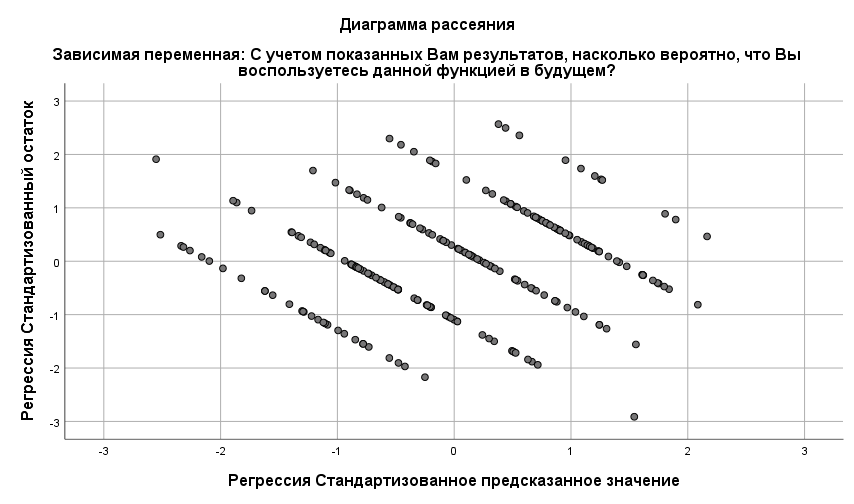 Диаграмма рассеяния
Зависимая переменная: С учетом показанных Вам результатов, насколько вероятно, что Вы
воспользуетесь данной функцией в будущем?
Регрессия Стандартизованный остаток
3
2
1
0
-1
-2
-3
-3
-2
-1
0
1
2
3
Регрессия Стандартизованное предсказанное значение